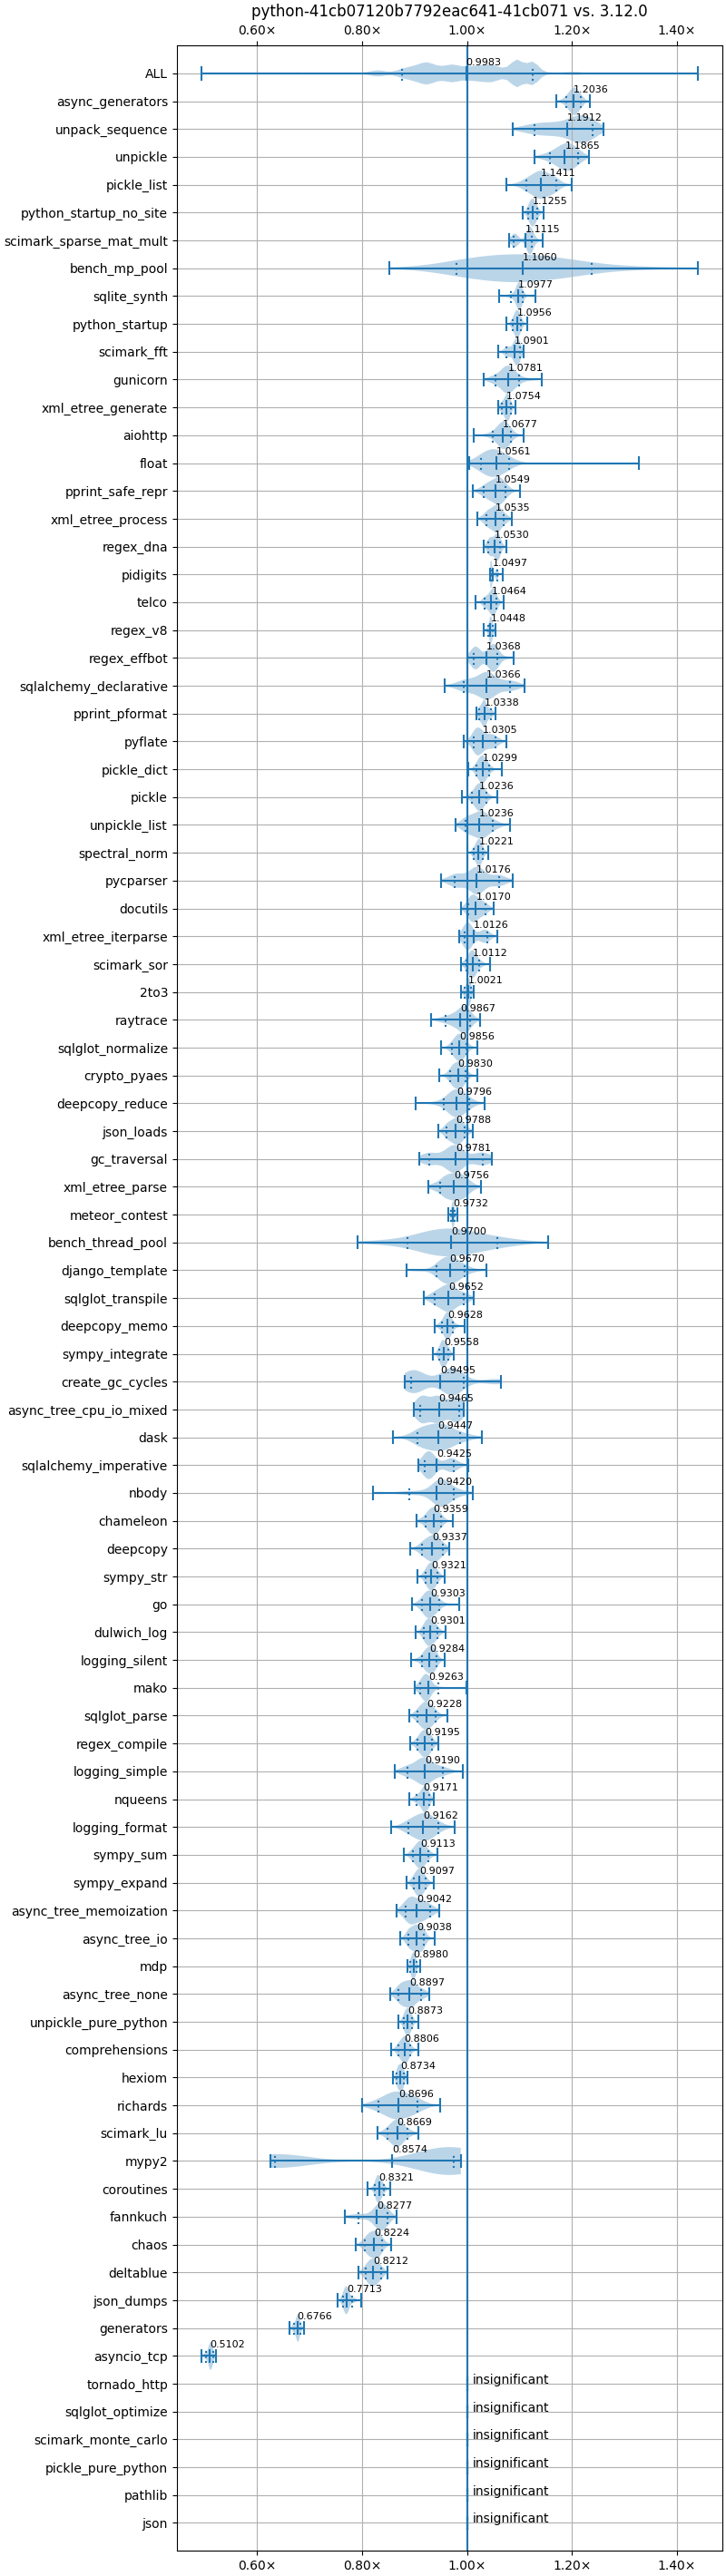 python-41cb07120b7792eac641-41cb071 vs. 3.12.0
0.60× 0.80× 1.00× 1.20× 1.40×
ALL 0.9983
async_generators 1.2036
unpack_sequence 1.1912
unpickle 1.1865
pickle_list 1.1411
python_startup_no_site 1.1255
scimark_sparse_mat_mult 1.1115
bench_mp_pool 1.1060
sqlite_synth 1.0977
python_startup 1.0956
scimark_fft 1.0901
gunicorn 1.0781
xml_etree_generate 1.0754
aiohttp 1.0677
float 1.0561
pprint_safe_repr 1.0549
xml_etree_process 1.0535
regex_dna 1.0530
pidigits 1.0497
telco 1.0464
regex_v8 1.0448
regex_effbot 1.0368
sqlalchemy_declarative 1.0366
pprint_pformat 1.0338
pyflate 1.0305
pickle_dict 1.0299
pickle 1.0236
unpickle_list 1.0236
spectral_norm 1.0221
pycparser 1.0176
docutils 1.0170
xml_etree_iterparse 1.0126
scimark_sor 1.0112
2to3 1.0021
raytrace 0.9867
sqlglot_normalize 0.9856
crypto_pyaes 0.9830
deepcopy_reduce 0.9796
json_loads 0.9788
gc_traversal 0.9781
xml_etree_parse 0.9756
meteor_contest 0.9732
bench_thread_pool 0.9700
django_template 0.9670
sqlglot_transpile 0.9652
deepcopy_memo 0.9628
sympy_integrate 0.9558
create_gc_cycles 0.9495
async_tree_cpu_io_mixed 0.9465
dask 0.9447
sqlalchemy_imperative 0.9425
nbody 0.9420
chameleon 0.9359
deepcopy 0.9337
sympy_str 0.9321
go 0.9303
dulwich_log 0.9301
logging_silent 0.9284
mako 0.9263
sqlglot_parse 0.9228
regex_compile 0.9195
logging_simple 0.9190
nqueens 0.9171
logging_format 0.9162
sympy_sum 0.9113
sympy_expand 0.9097
async_tree_memoization 0.9042
async_tree_io 0.9038
mdp 0.8980
async_tree_none 0.8897
unpickle_pure_python 0.8873
comprehensions 0.8806
hexiom 0.8734
richards 0.8696
scimark_lu 0.8669
mypy2 0.8574
coroutines 0.8321
fannkuch 0.8277
chaos 0.8224
deltablue 0.8212
json_dumps 0.7713
generators 0.6766
asyncio_tcp 0.5102
tornado_http insignificant
sqlglot_optimize insignificant
scimark_monte_carlo insignificant
pickle_pure_python insignificant
pathlib insignificant
json insignificant
0.60× 0.80× 1.00× 1.20× 1.40×